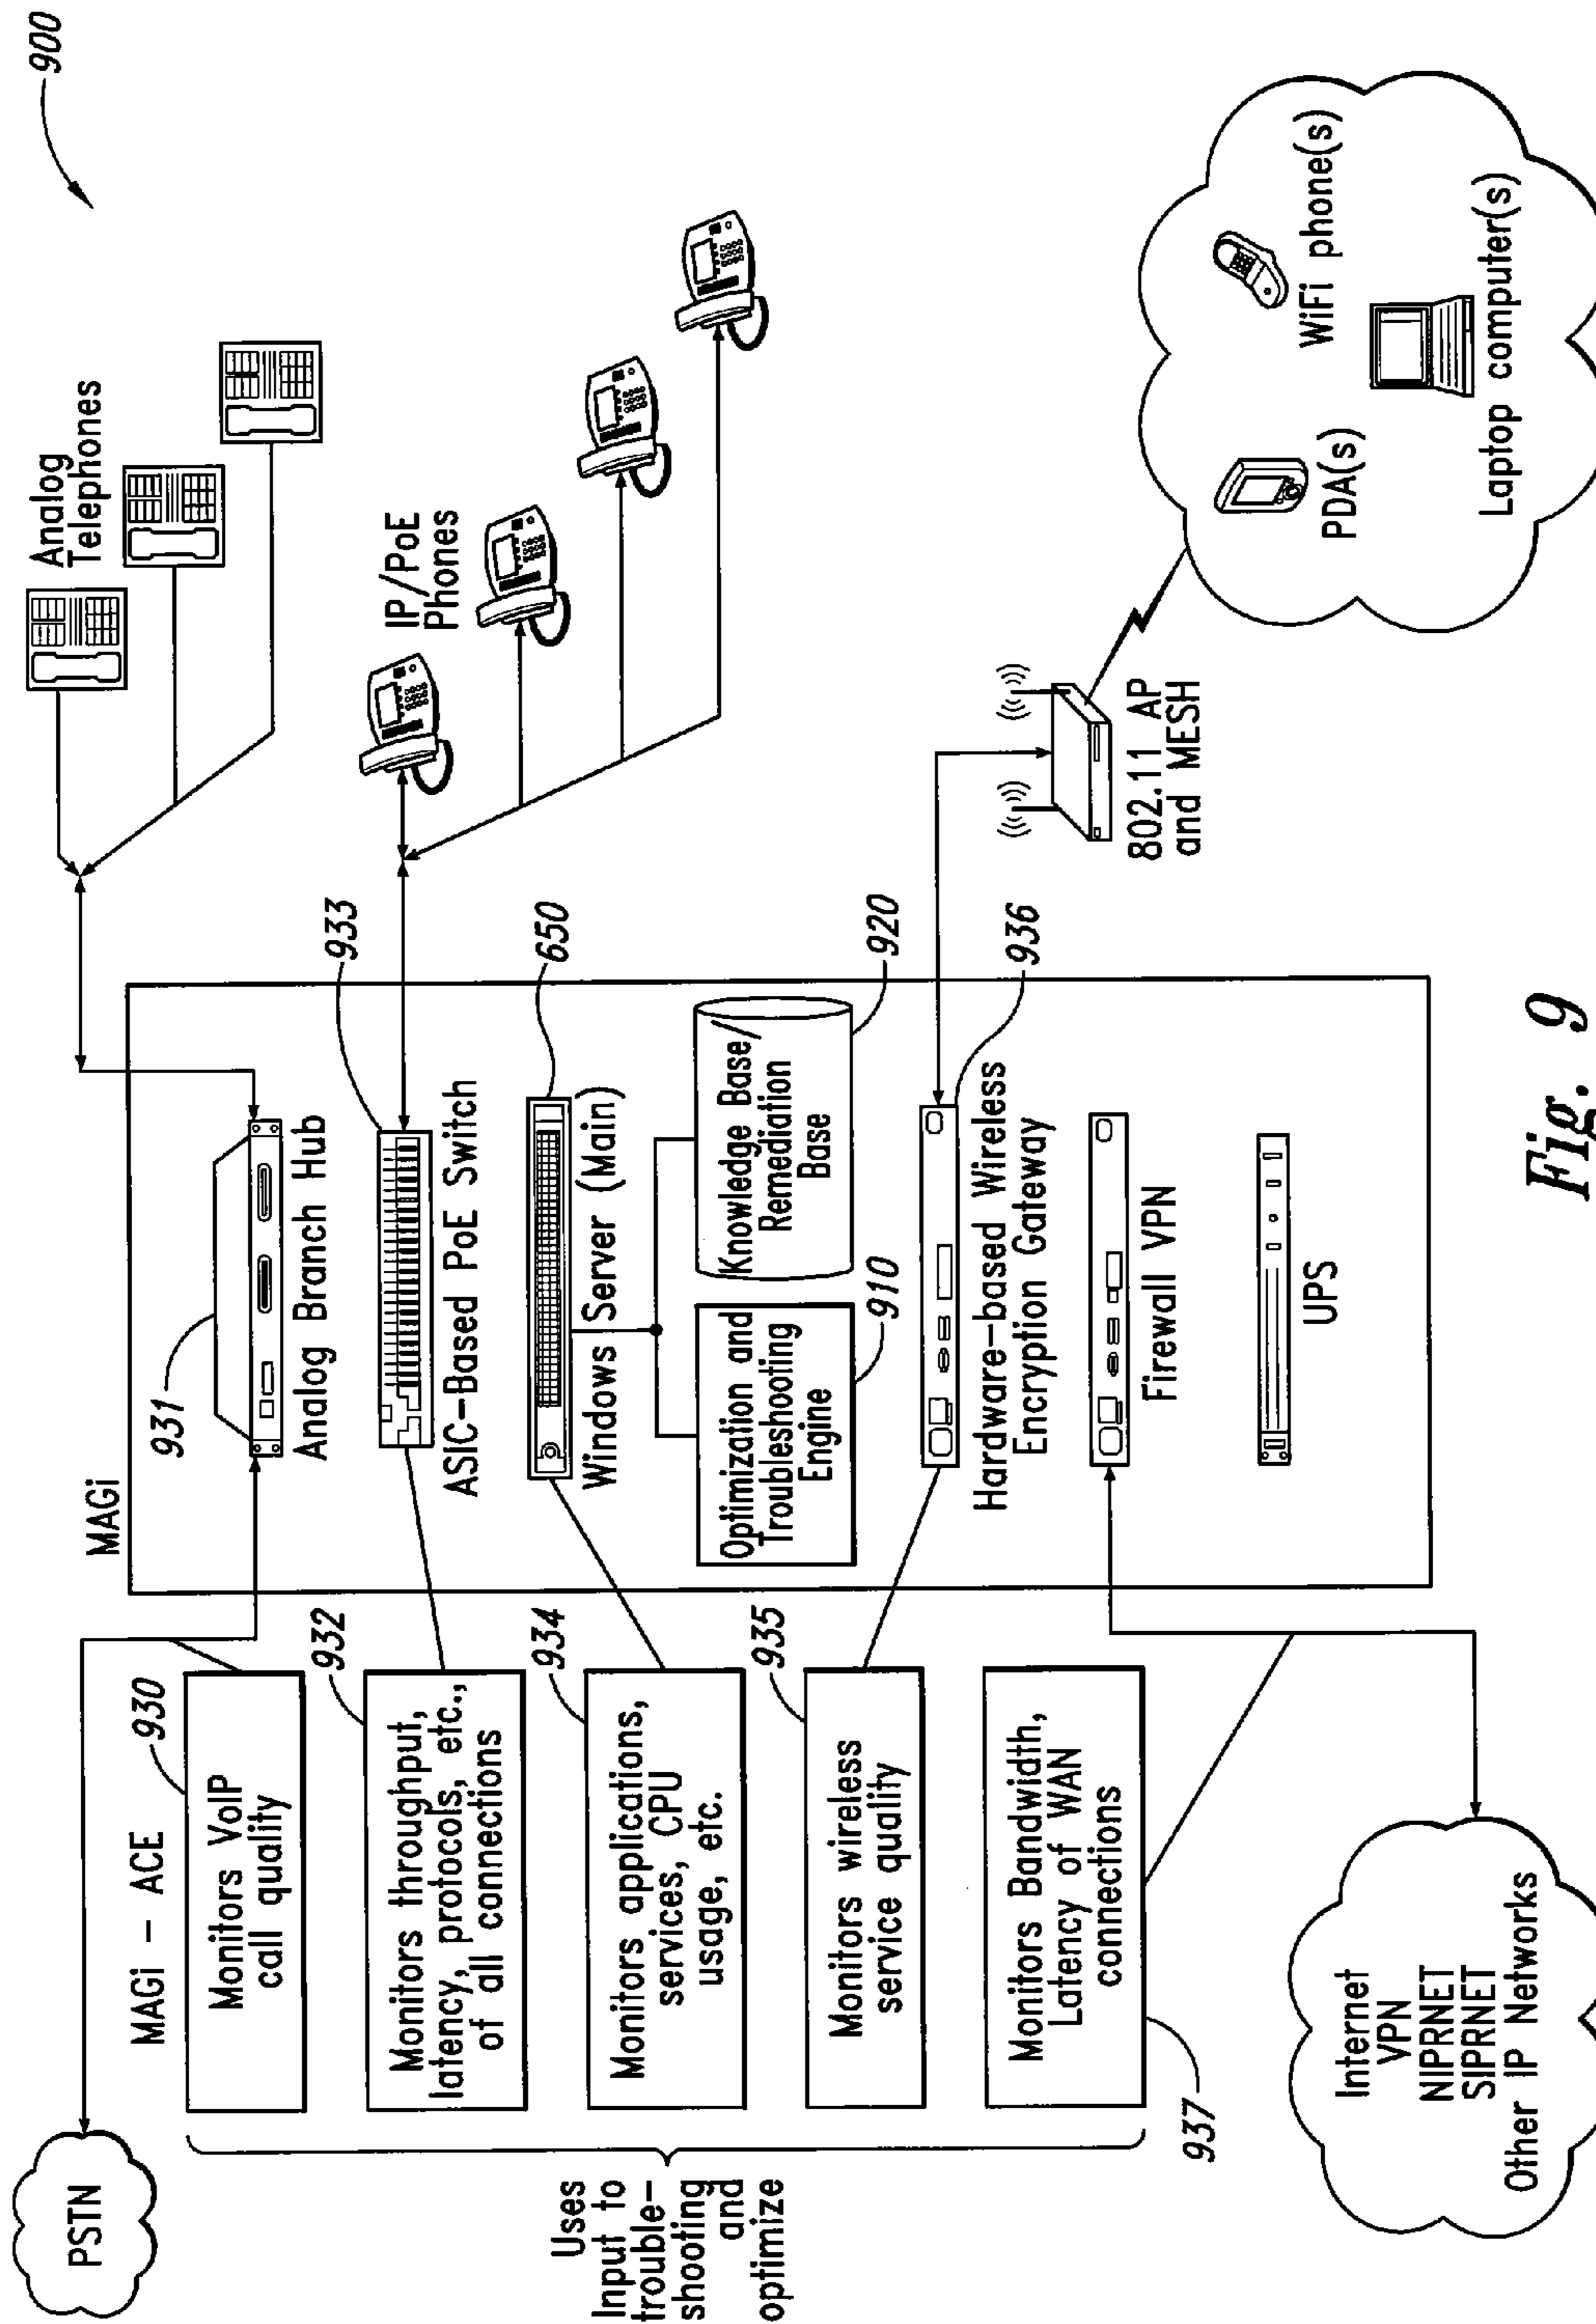 900
PSTN
MAGi - ACE
930
Monitors VoIP
call quality
932
Monitors throughput,
latency, protocols, etc.,
of all connections
934
Monitors applications,
services, CPU
usage, etc.
935
Monitors wireless
service quality
Monitors Bandwidth,
Latency of WAN
connections
937
Uses
Input to
trouble-
shooting
and
optimize
Internet
VPN
NIPRNET
SIPRNET
Other IP Networks
MAGi
931
Analog Branch Hub
933
ASIC-Based PoE Switch
650
Windows Server (Main)
Optimization and
Troubleshooting
Engine
910
Knowledge Base/
Remediation
Base
920
936
Hardware-based Wireless
Encryption Gateway
Firewall VPN
UPS
Analog
Telephones
IP/PoE
Phones
802.11 AP
and MESH
PDA(s)
WiFi phone(s)
Laptop computer(s)
Fig. 9